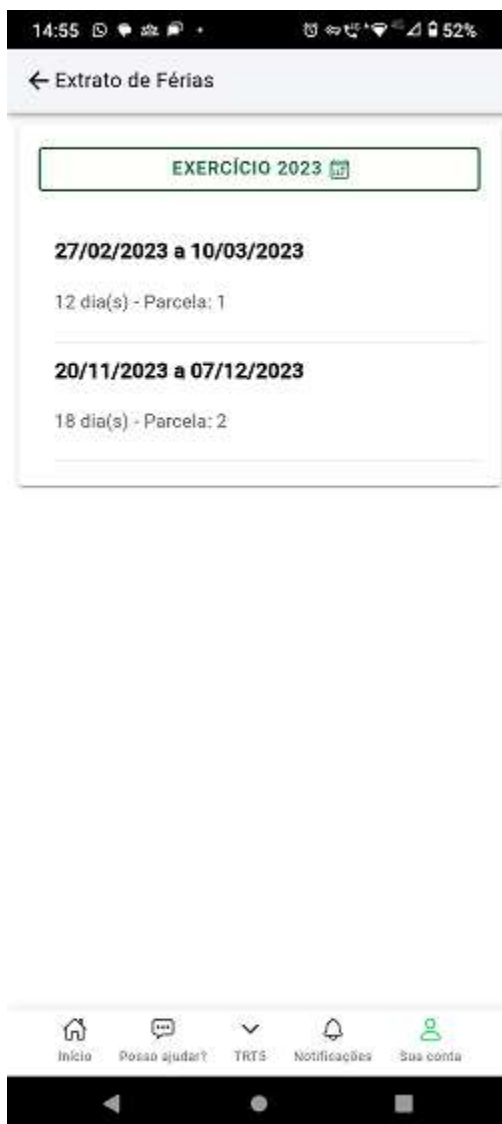 14:55
52%
Extrato de Férias
EXERCÍCIO 2023
27/02/2023 a 10/03/2023
12 dia(s) - Parcela: 1
20/11/2023 a 07/12/2023
18 dia(s) - Parcela: 2
Início Posso ajudar? TRT5 Notificações Sua conta